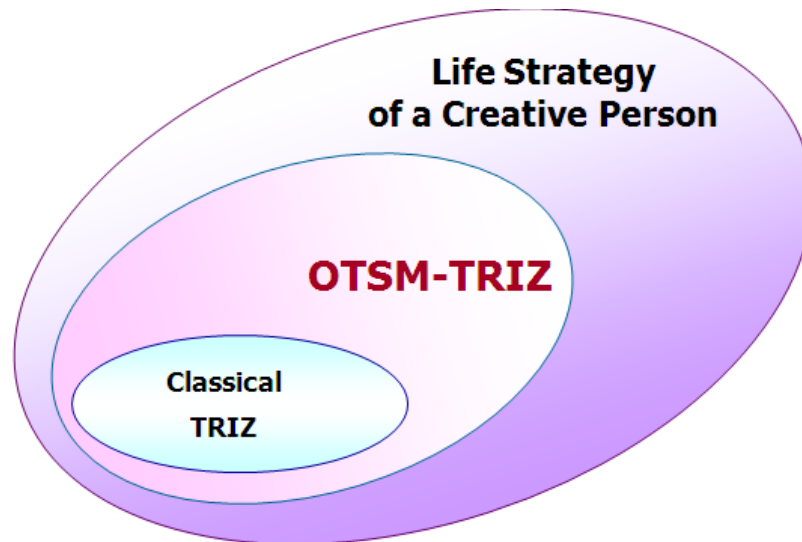 Life Strategy
of a Creative Person
OTSM-TRIZ
Classical
TRIZ